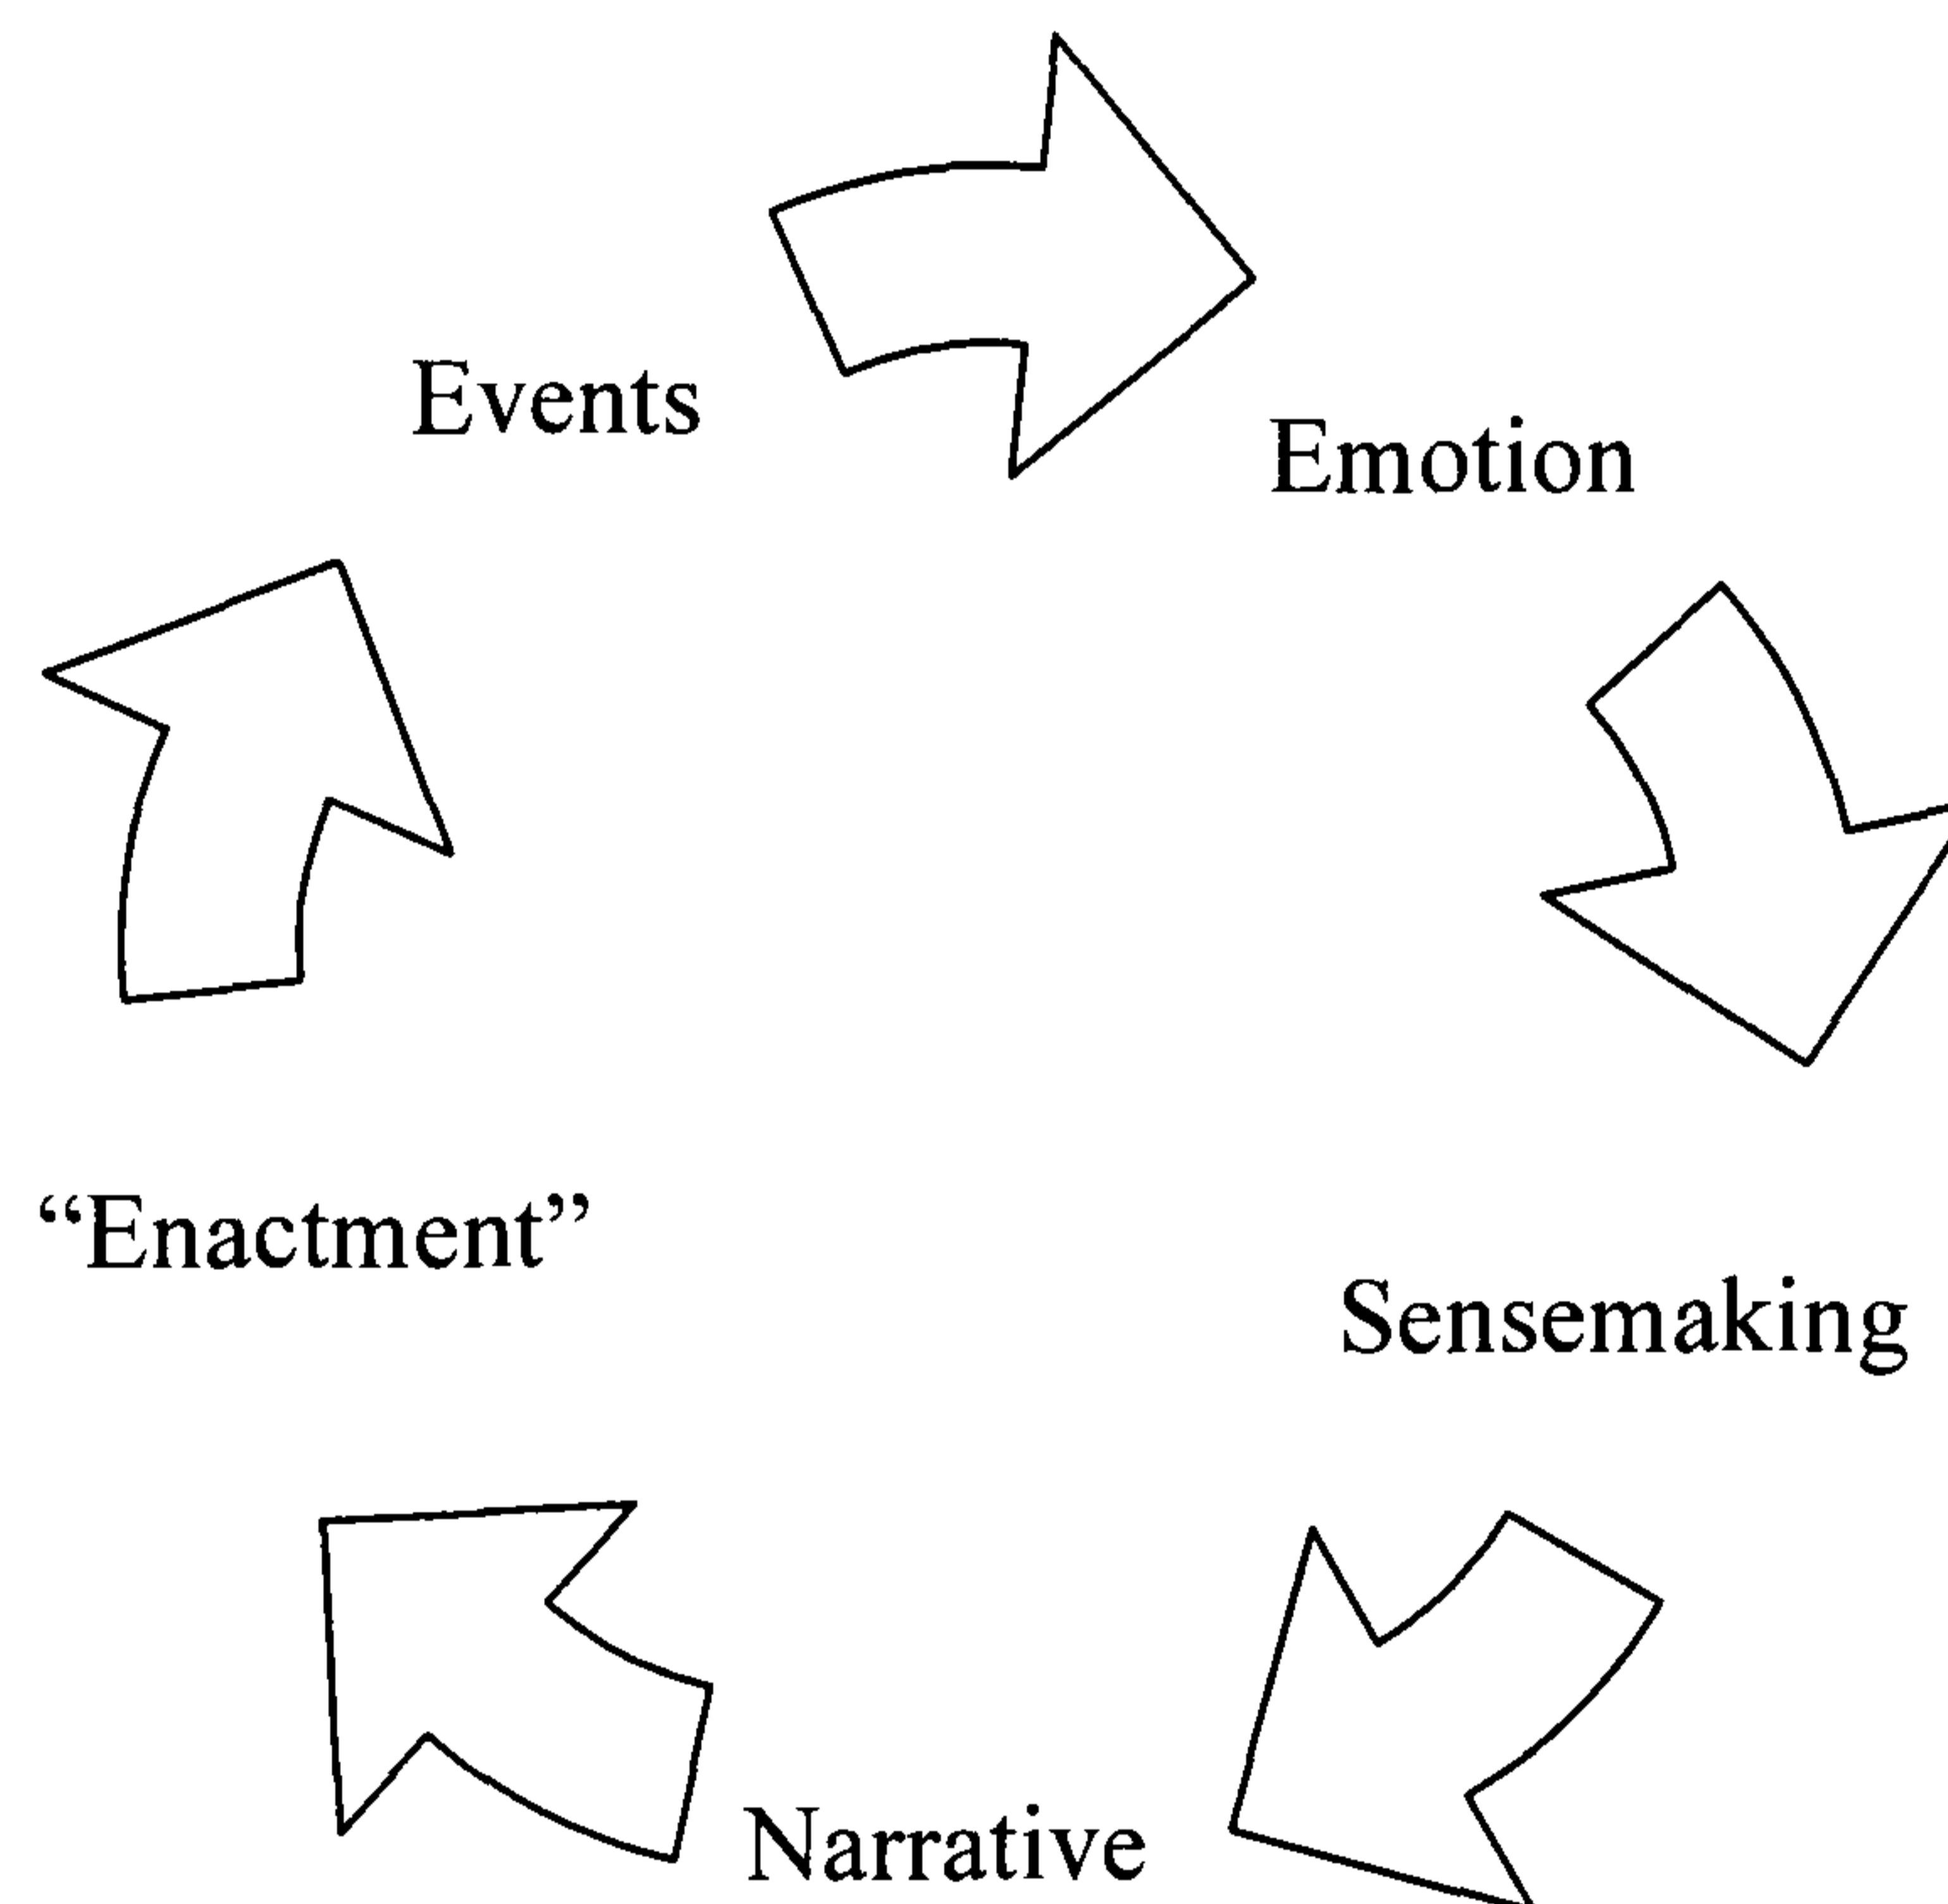 Events
Emotion
“Enactment”
Sensemaking
Narrative